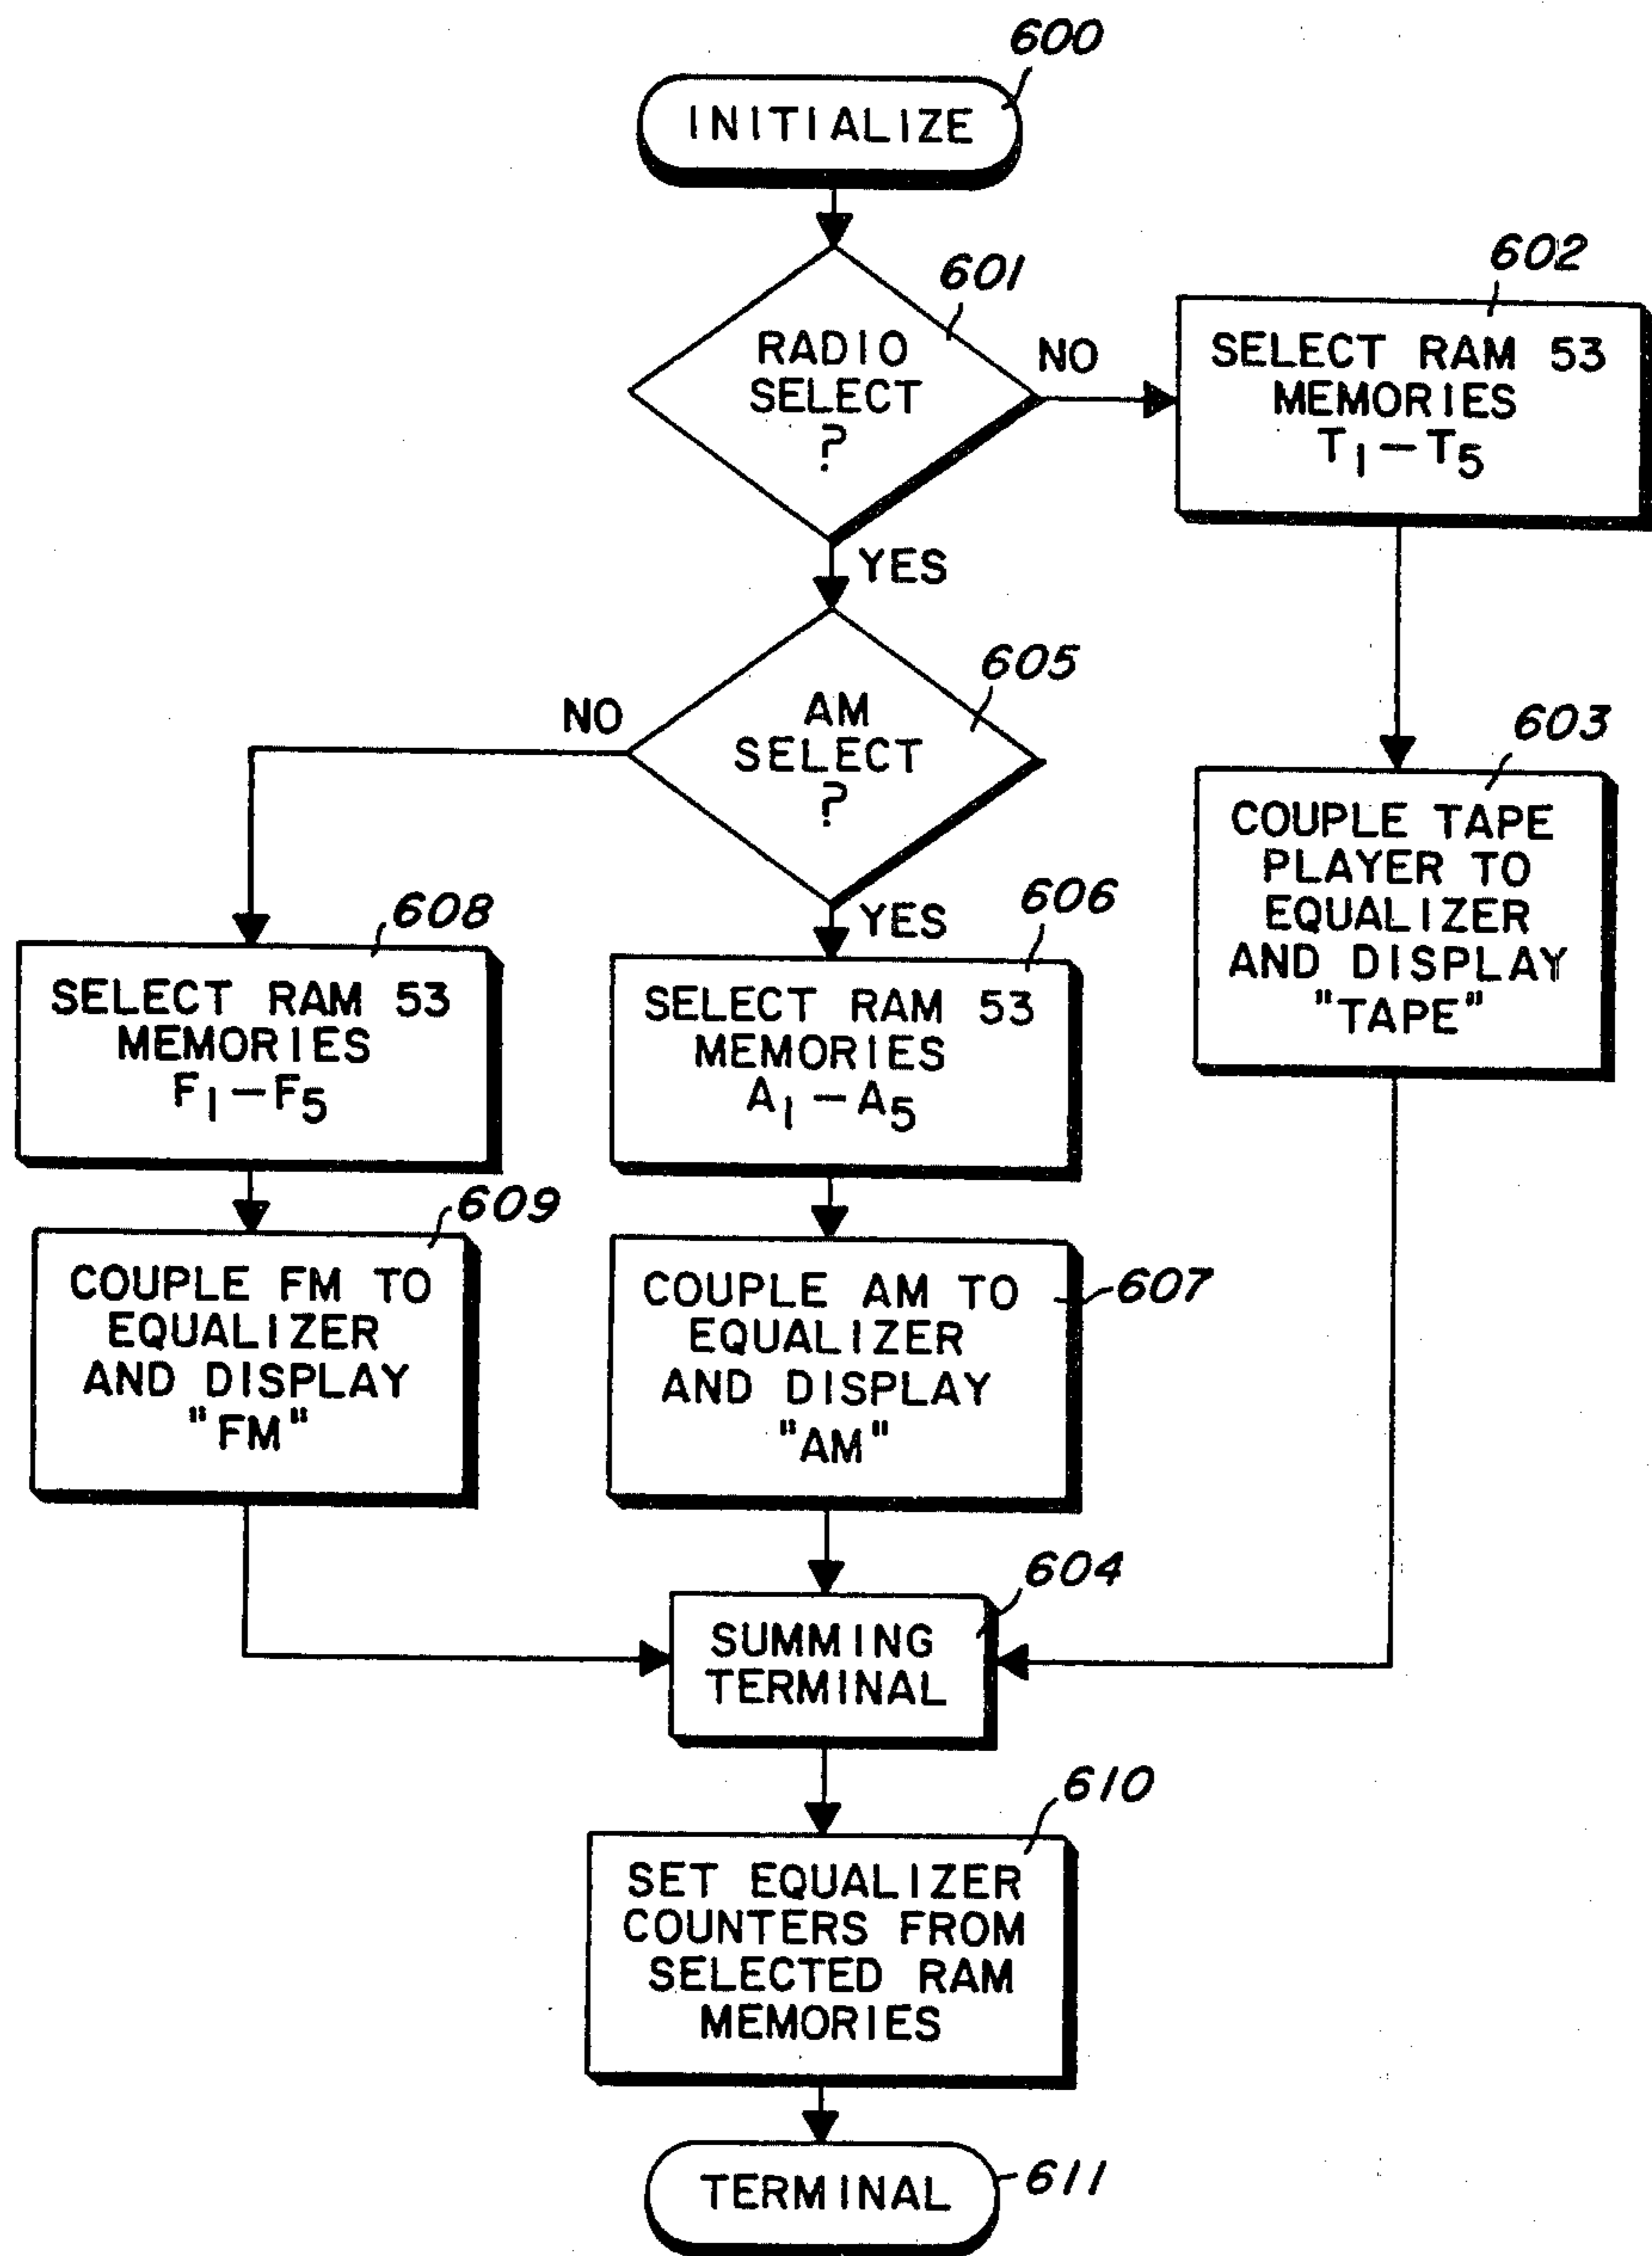 600
INITIALIZE
601
RADIO
SELECT
?
NO
YES
602
SELECT RAM 53
MEMORIES
T1–T5
603
COUPLE TAPE
PLAYER TO
EQUALIZER
AND DISPLAY
"TAPE"
605
AM
SELECT
?
NO
YES
608
SELECT RAM 53
MEMORIES
F1–F5
606
SELECT RAM 53
MEMORIES
A1–A5
609
COUPLE FM TO
EQUALIZER
AND DISPLAY
"FM"
607
COUPLE AM TO
EQUALIZER
AND DISPLAY
"AM"
604
SUMMING
TERMINAL
610
SET EQUALIZER
COUNTERS FROM
SELECTED RAM
MEMORIES
TERMINAL
611